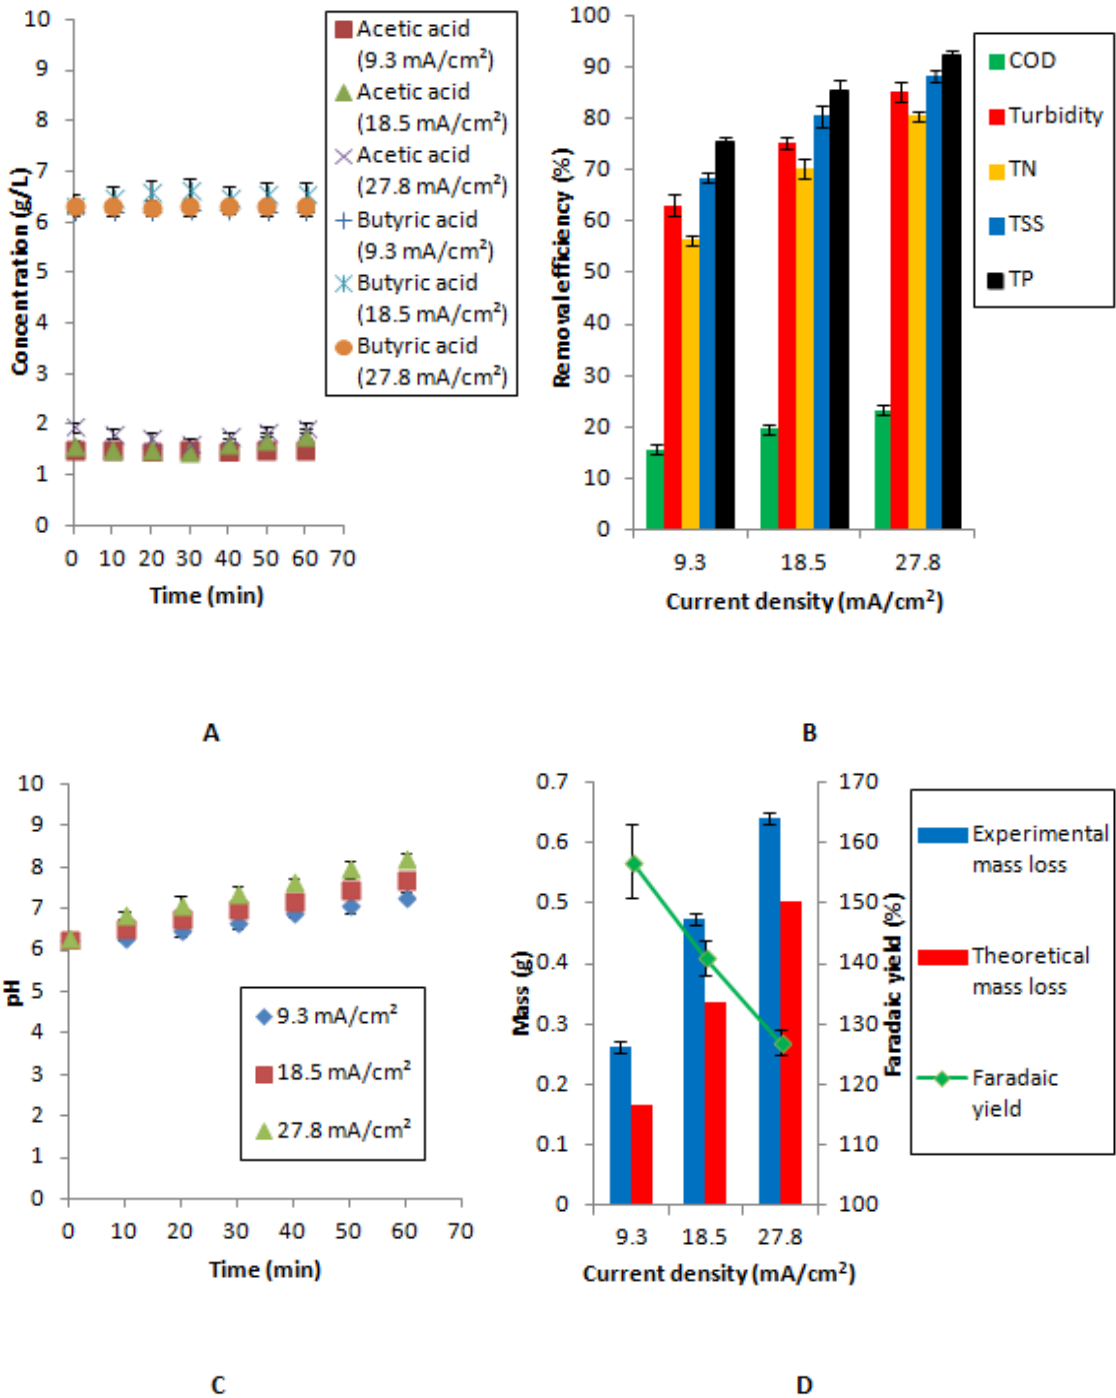 10
9
8
7
6
5
4
3
2
1
0
Concentration (g/L)
0 10 20 30 40 50 60 70
Time (min)
Acetic acid
(9.3 mA/cm²)
Acetic acid
(18.5 mA/cm²)
Acetic acid
(27.8 mA/cm²)
Butyric acid
(9.3 mA/cm²)
Butyric acid
(18.5 mA/cm²)
Butyric acid
(27.8 mA/cm²)
A
100
90
80
70
60
50
40
30
20
10
0
Removal efficiency (%)
9.3 18.5 27.8
Current density (mA/cm²)
COD
Turbidity
TN
TSS
TP
B
10
9
8
7
6
5
4
3
2
1
0
pH
0 10 20 30 40 50 60 70
Time (min)
9.3 mA/cm²
18.5 mA/cm²
27.8 mA/cm²
C
0.7
0.6
0.5
0.4
0.3
0.2
0.1
0
Mass (g)
9.3 18.5 27.8
Current density (mA/cm²)
170
160
150
140
130
120
110
100
Faradaic yield (%)
Experimental
mass loss
Theoretical
mass loss
Faradaic
yield
D